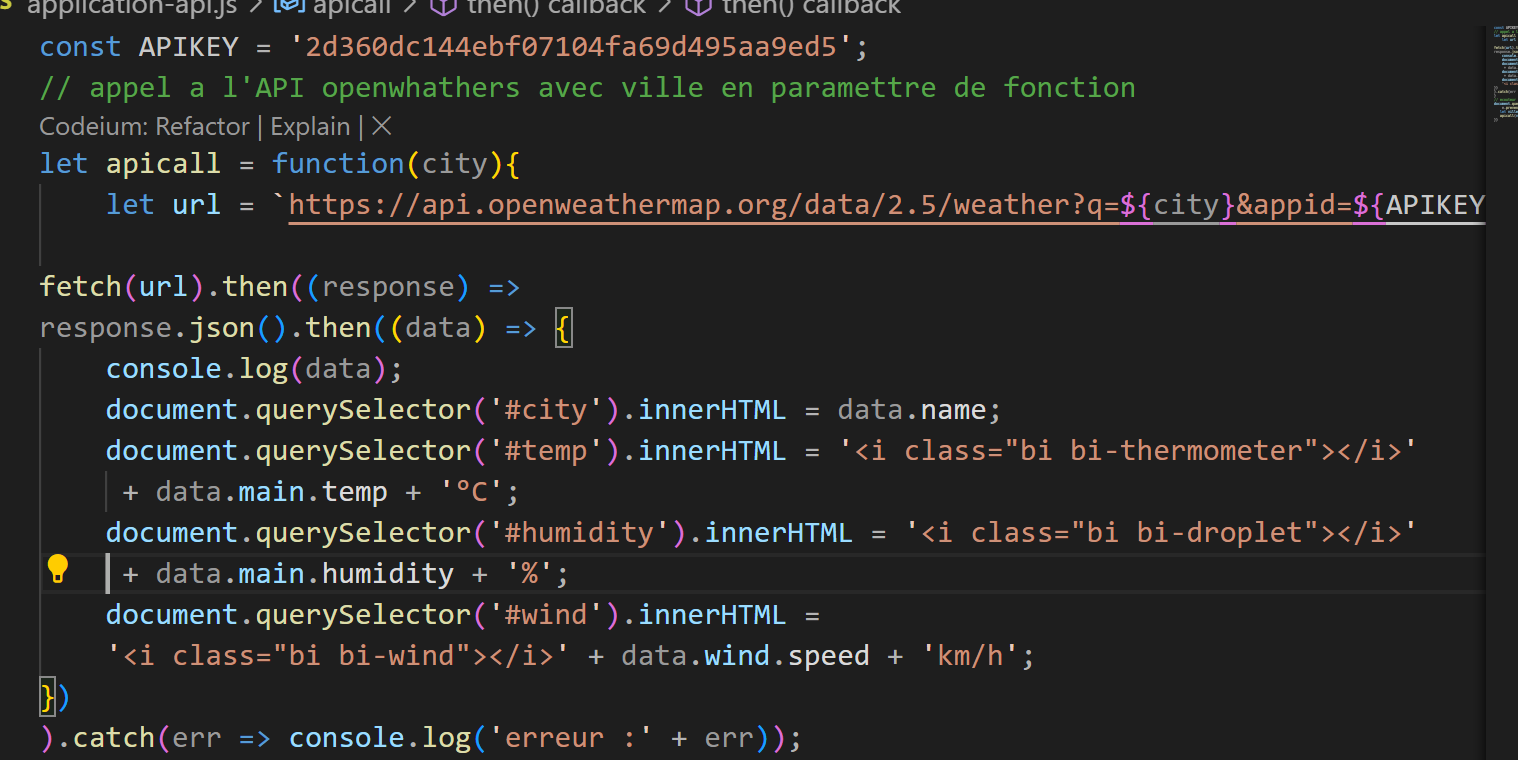 application-api.js > apicall > then() callback > then() callback
const APIKEY = '2d360dc144ebf07104fa69d495aa9ed5';
// appel a l'API openwhathers avec ville en paramettre de fonction
Codeium: Refactor | Explain | ×
let apicall = function(city){
let url = `https://api.openweathermap.org/data/2.5/weather?q=${city}&appid=${APIKEY
fetch(url).then((response) =>
response.json().then((data) => {
console.log(data);
document.querySelector('#city').innerHTML = data.name;
document.querySelector('#temp').innerHTML = '<i class="bi bi-thermometer"></i>'
+ data.main.temp + '°C';
document.querySelector('#humidity').innerHTML = '<i class="bi bi-droplet"></i>'
+ data.main.humidity + '%';
document.querySelector('#wind').innerHTML =
'<i class="bi bi-wind"></i>' + data.wind.speed + 'km/h';
})
).catch(err => console.log('erreur :' + err));